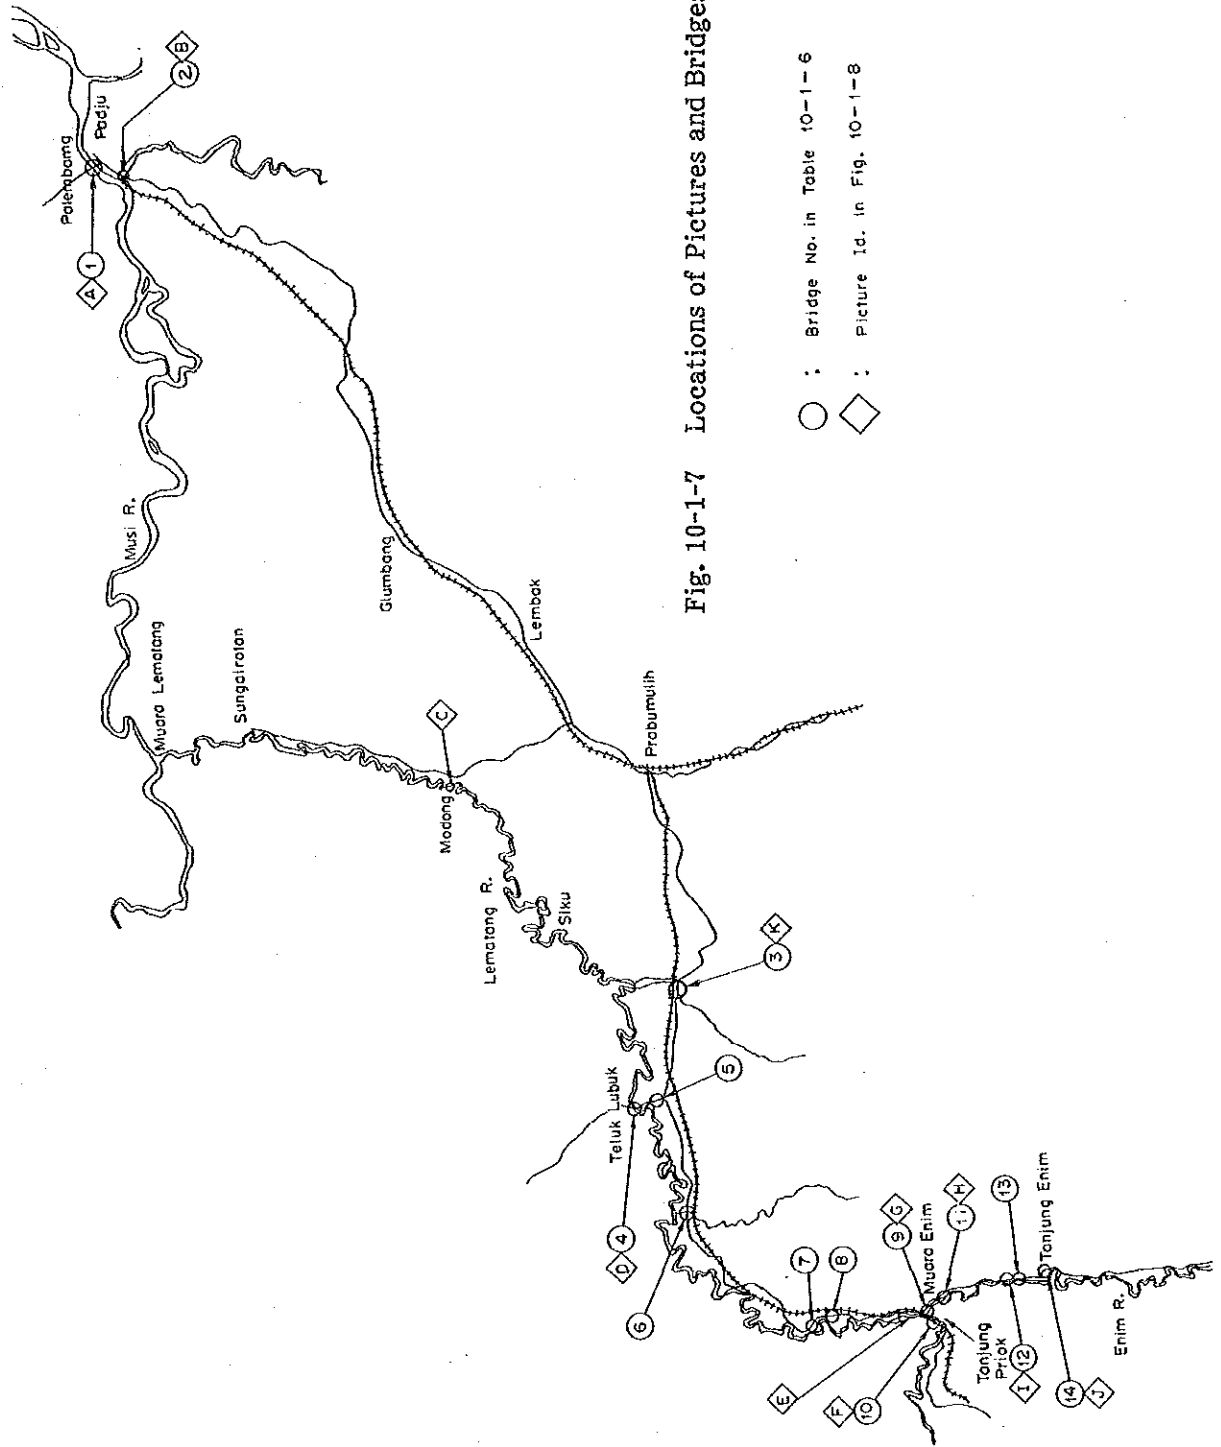 Fig. 10-1-7 Locations of Pictures and Bridges
○ : Bridge No. in Table 10-1-6
◇ : Picture Id. in Fig. 10-1-8
Palembamg
Padju
A 1
2 B
Musi R.
Muara Lematang
Sungairotan
Glumbang
Lembak
C
Modong
Prabumulih
Lematang R.
Siku
3 K
Teluk Lubuk
5
D 4
6
7
8
9 G
Muara Enim
11 H
13
Tanjung Enim
E
F 10
Tanjung
Priok
I 12
14 J
Enim R.